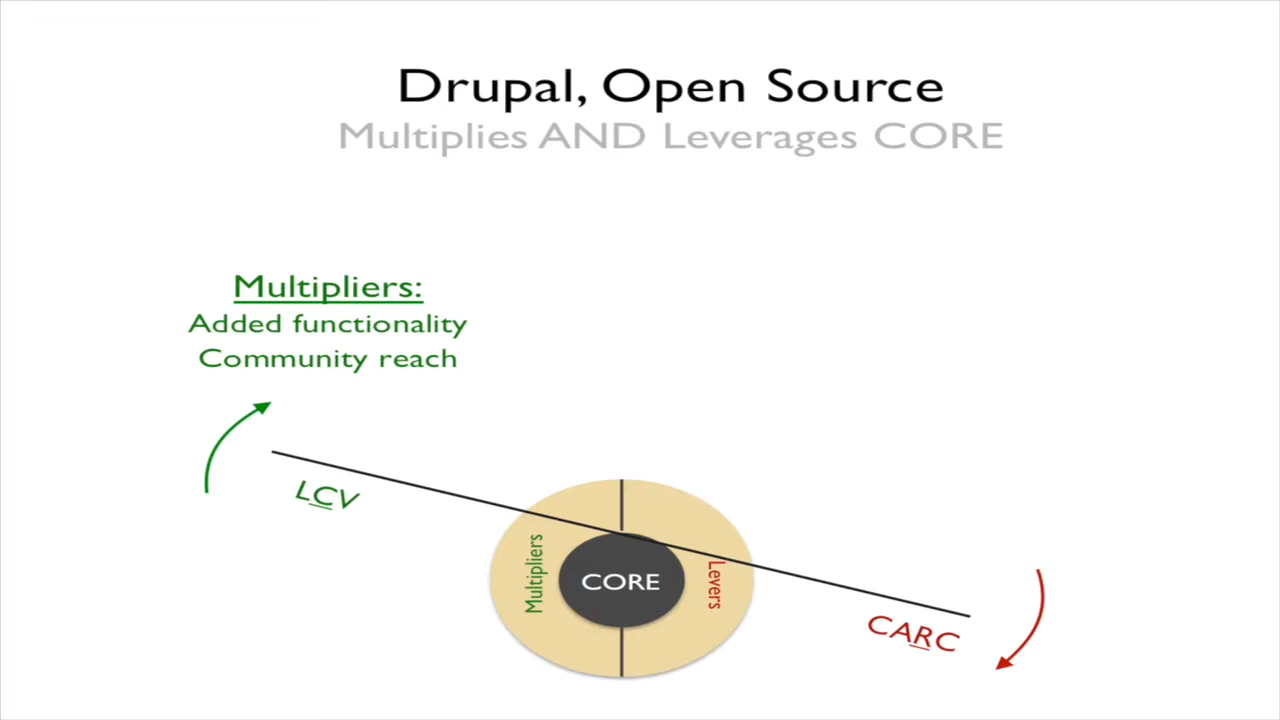 Drupal, Open Source
Multiplies AND Leverages CORE
Multipliers:
Added functionality
Community reach
LCV
Multipliers
CORE
Levers
CARC